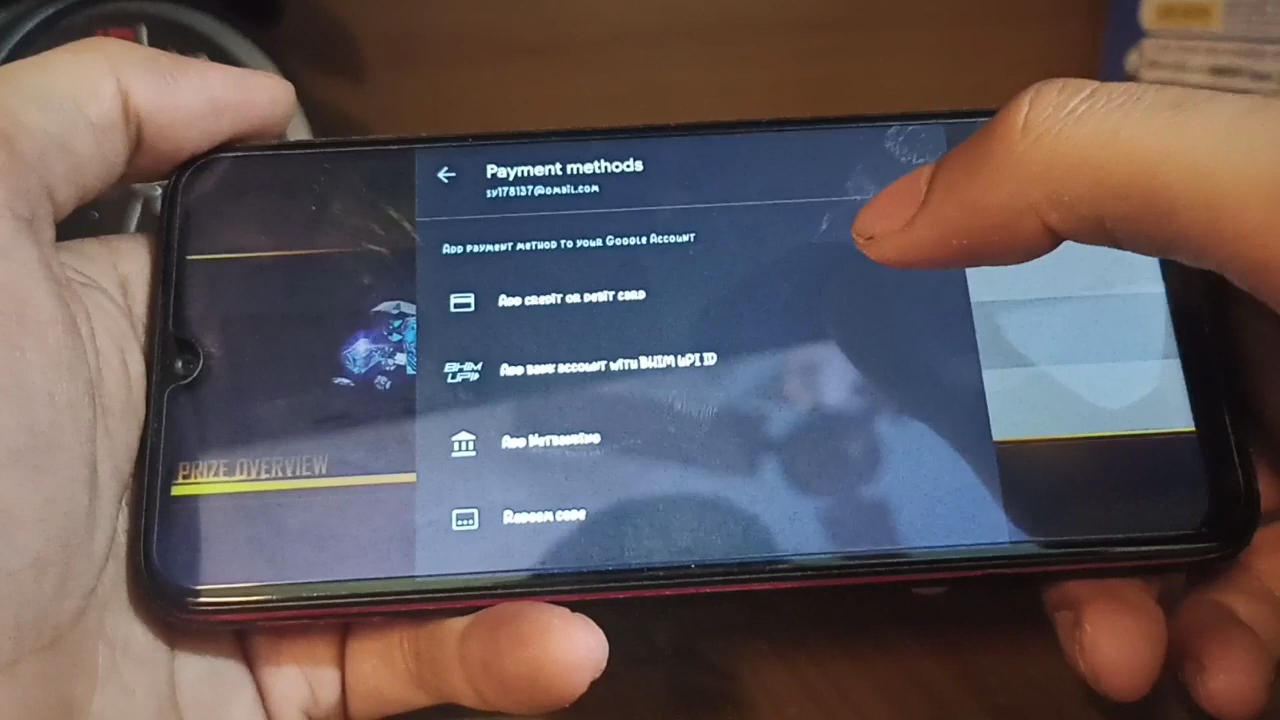 Payment methods
sy178137@gmail.com
Add payment method to your Google Account
Add credit or debit card
BHIM
UPI
Add bank account with BHIM UPI ID
Add Netbanking
Redeem code
PRIZE OVERVIEW